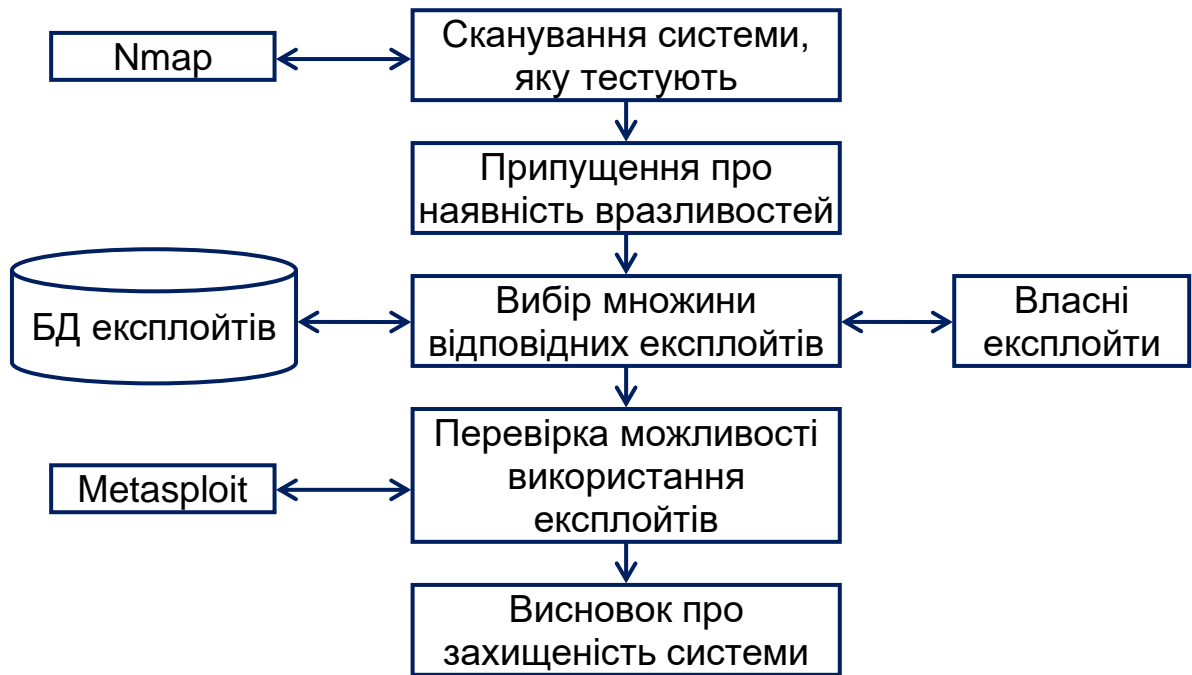 Nmap
Сканування системи,
яку тестують
Припущення про
наявність вразливостей
БД експлойтів
Вибір множини
відповідних експлойтів
Власні
експлойти
Metasploit
Перевірка можливості
використання
експлойтів
Висновок про
захищеність системи